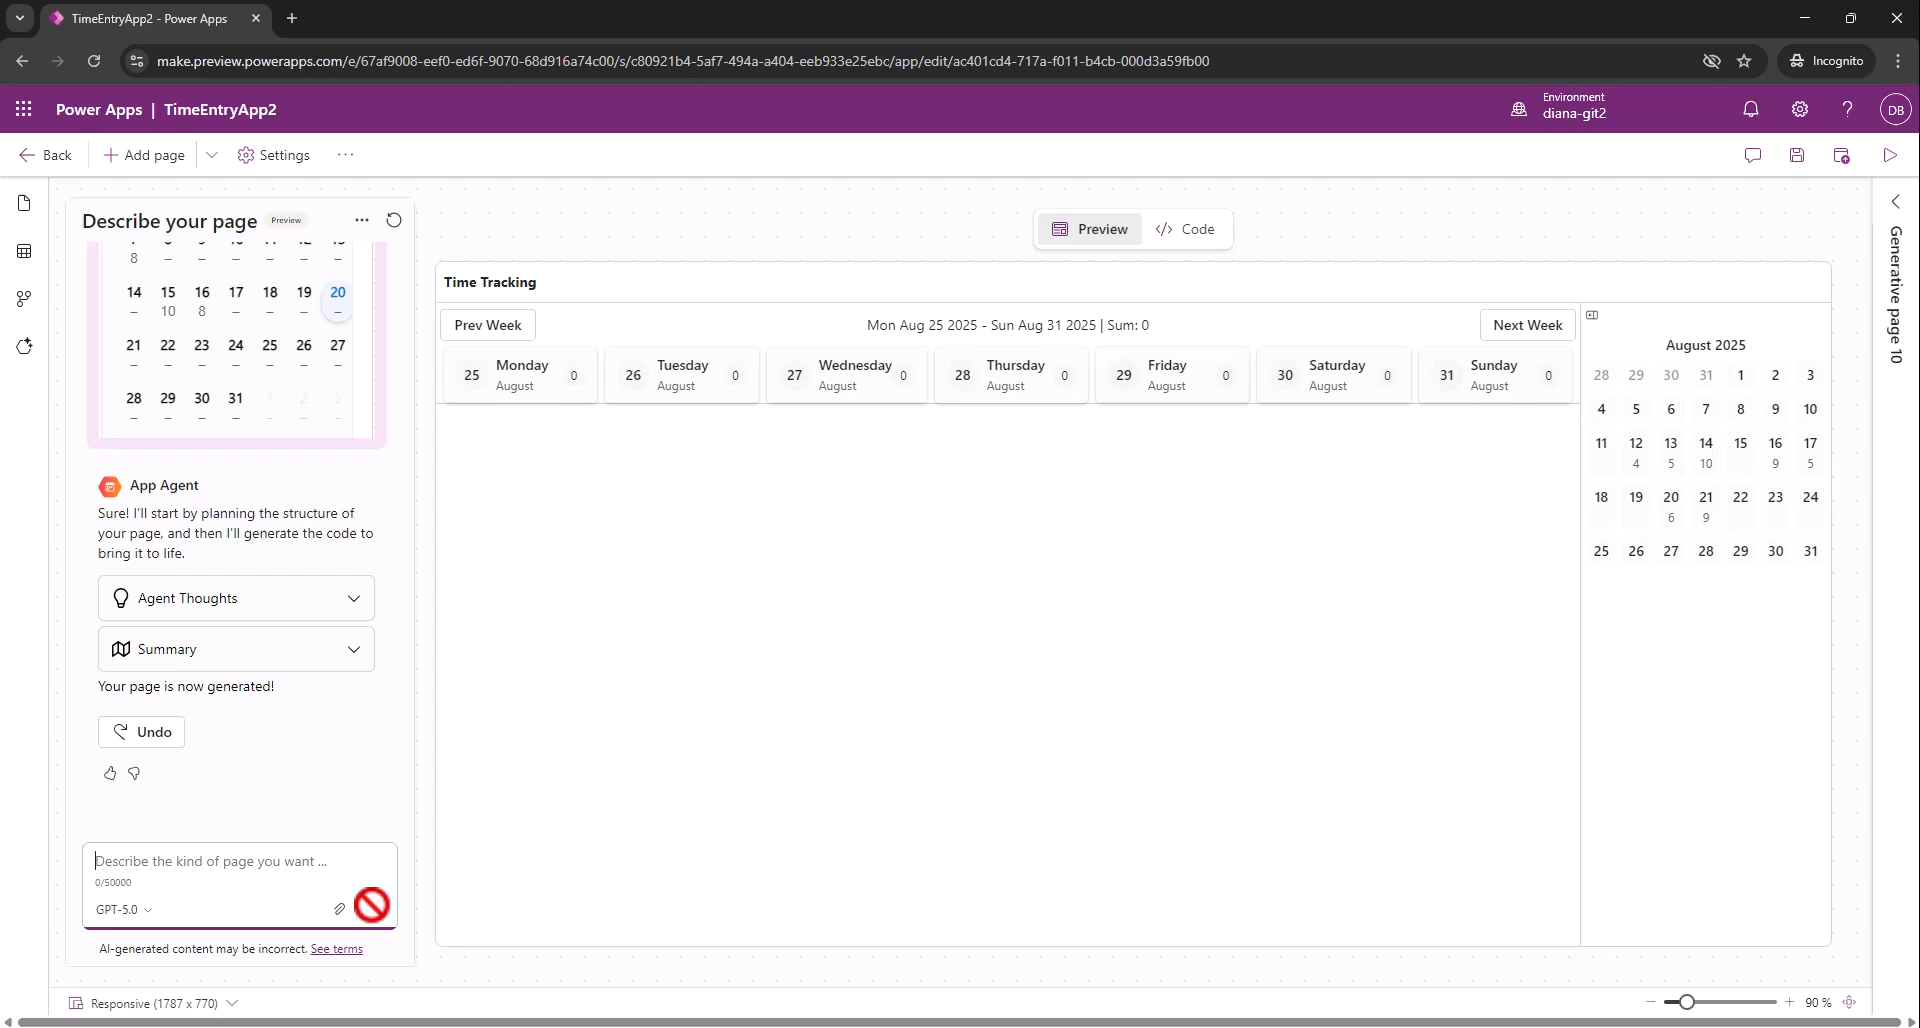 TimeEntryApp2 - Power Apps
make.preview.powerapps.com/e/67af9008-eef0-ed6f-9070-68d916a74c00/s/c80921b4-5af7-494a-a404-eeb933e25ebc/app/edit/ac401cd4-717a-f011-b4cb-000d3a59fb00
Incognito
Power Apps | TimeEntryApp2
Environment
diana-git2
DB
Back
Add page
Settings
Describe your page Preview
8 – – – – – –
14 15 16 17 18 19 20
– 10 8 – – – –
21 22 23 24 25 26 27
– – – – – – –
28 29 30 31 1 2 3
– – – – – – –
App Agent
Sure! I'll start by planning the structure of
your page, and then I'll generate the code to
bring it to life.
Agent Thoughts
Summary
Your page is now generated!
Undo
Describe the kind of page you want ...
0/50000
GPT-5.0
AI-generated content may be incorrect. See terms
Preview
Code
Time Tracking
Prev Week
Mon Aug 25 2025 - Sun Aug 31 2025 | Sum: 0
Next Week
25 Monday August 0
26 Tuesday August 0
27 Wednesday August 0
28 Thursday August 0
29 Friday August 0
30 Saturday August 0
31 Sunday August 0
August 2025
28 29 30 31 1 2 3
4 5 6 7 8 9 10
11 12 13 14 15 16 17
4 5 10 9 5
18 19 20 21 22 23 24
6 9
25 26 27 28 29 30 31
Generative page 10
Responsive (1787 x 770)
90 %